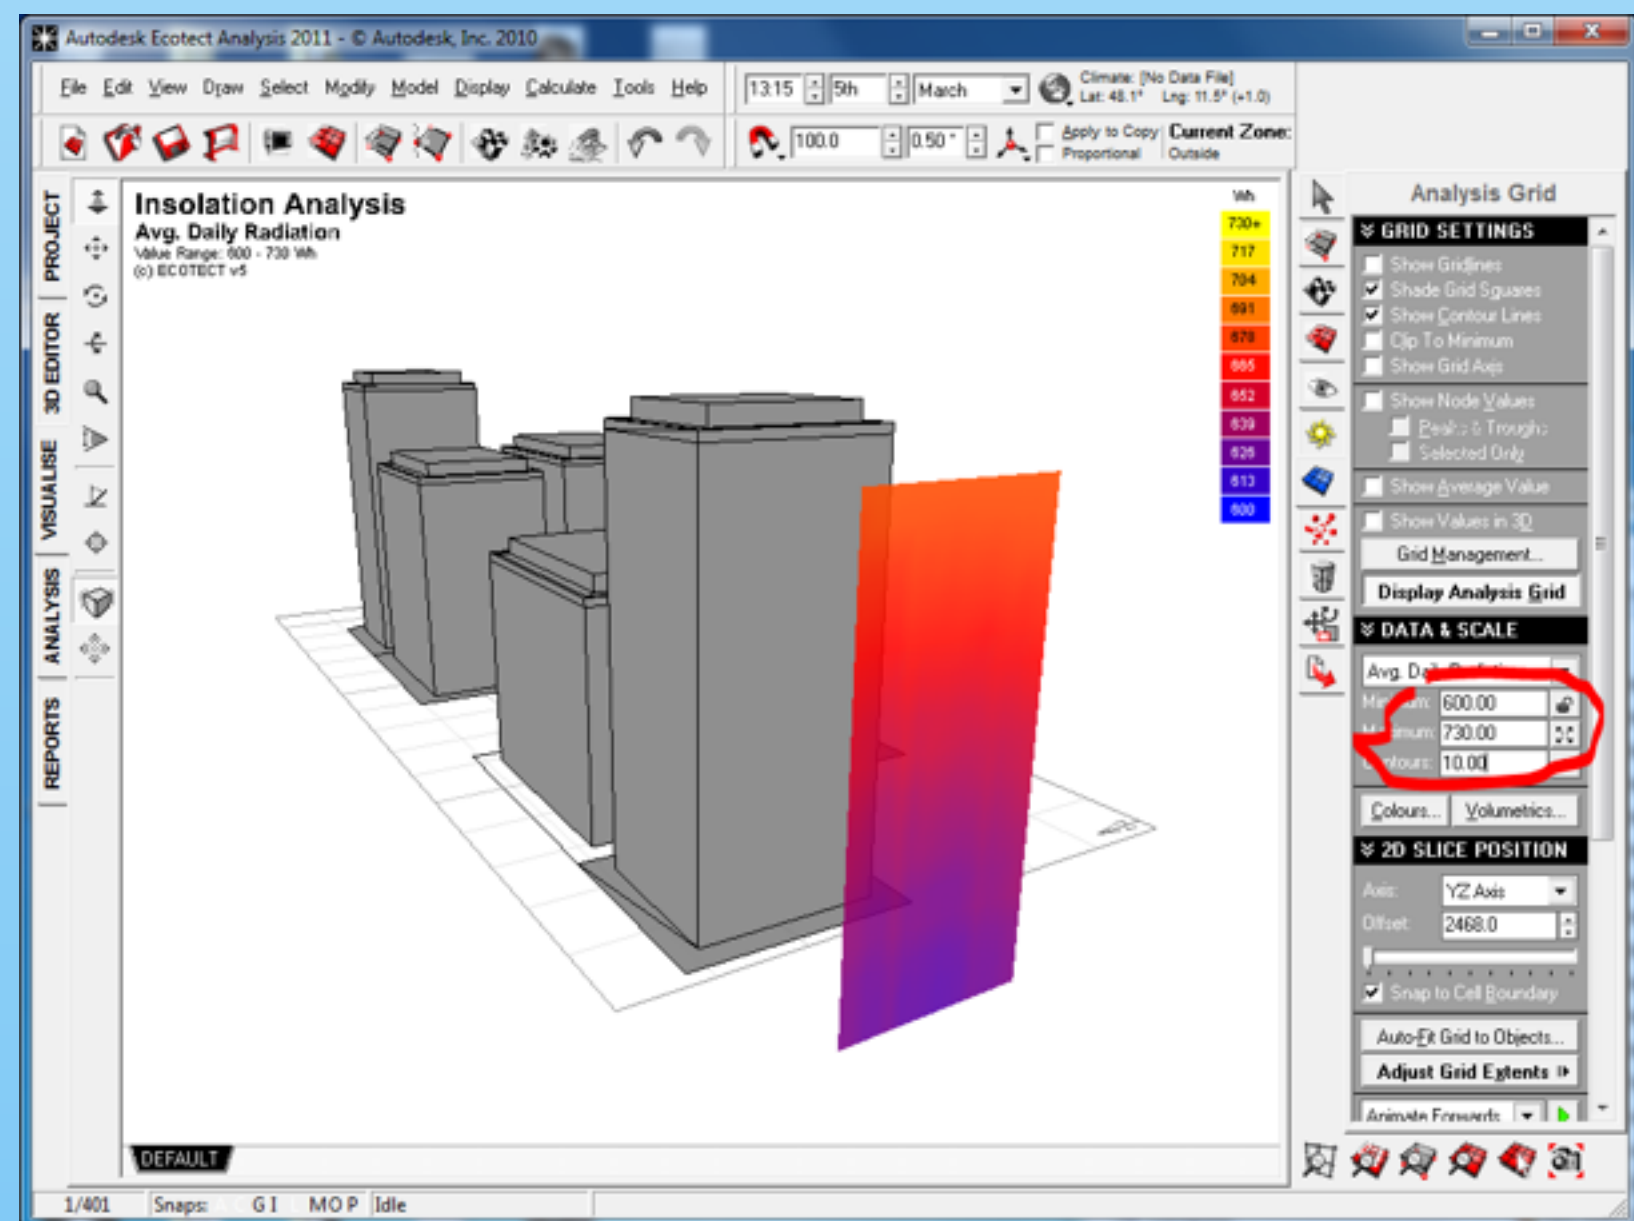 Autodesk Ecotect Analysis 2011 - © Autodesk, Inc. 2010
File Edit View Draw Select Modify Model Display Calculate Tools Help
13:15 5th March
Climate: [No Data File]
Lat: 48.1° Lng: 11.5° (+1.0)
100.0 0.50 °
Apply to Copy
Proportional
Current Zone:
Outside
PROJECT
3D EDITOR
VISUALISE
ANALYSIS
REPORTS
Insolation Analysis
Avg. Daily Radiation
Value Range: 600 - 730 Wh
(c) ECOTECT v5
Wh
730+
717
704
691
678
665
652
639
626
613
600
Analysis Grid
GRID SETTINGS
Show Gridlines
Shade Grid Squares
Show Contour Lines
Clip To Minimum
Show Grid Axis
Show Node Values
Peaks & Troughs
Selected Only
Show Average Value
Show Values in 3D
Grid Management...
Display Analysis Grid
DATA & SCALE
Avg.
600.00
730.00
10.00
Colours... Volumetrics...
2D SLICE POSITION
Axis: YZ Axis
Offset: 2468.0
Snap to Cell Boundary
Auto-Fit Grid to Objects...
Adjust Grid Extents
Animate Forwards
DEFAULT
1/401 Snaps: A C G I L MOP Idle